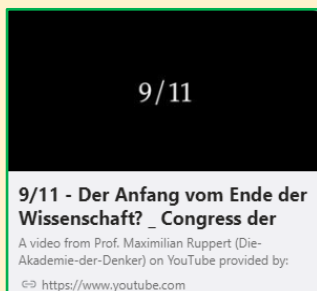 9/11
9/11 - Der Anfang vom Ende der
Wissenschaft? _ Congress der
A video from Prof. Maximilian Ruppert (Die-
Akademie-der-Denker) on YouTube provided by:
https://www.youtube.com